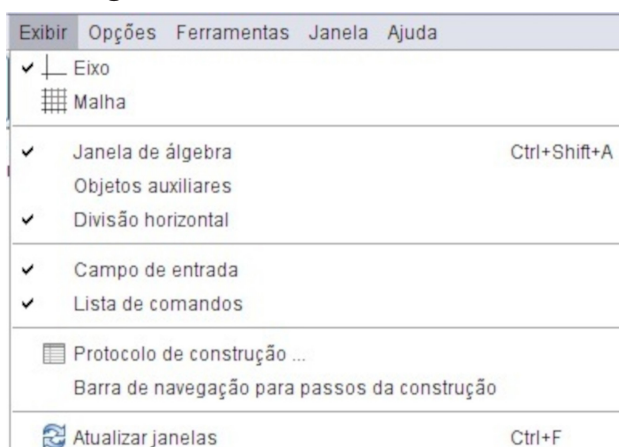 Exibir Opções Ferramentas Janela Ajuda
Eixo
Malha
Janela de álgebra Ctrl+Shift+A
Objetos auxiliares
Divisão horizontal
Campo de entrada
Lista de comandos
Protocolo de construção ...
Barra de navegação para passos da construção
Atualizar janelas Ctrl+F